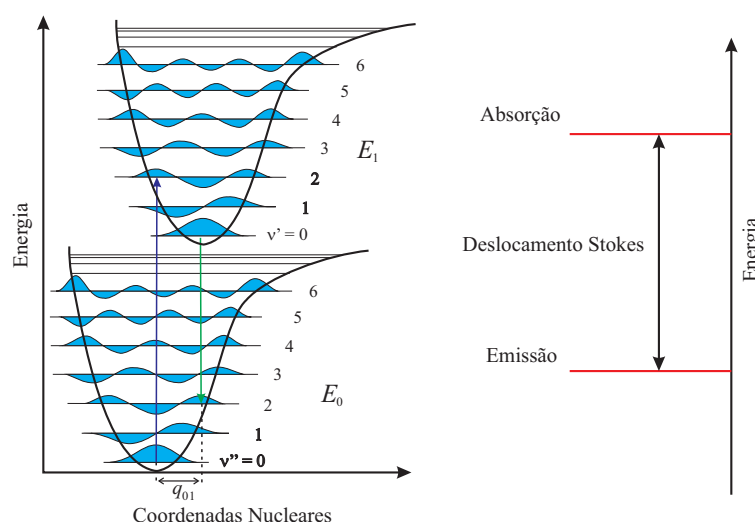 6
5
4
3
E₁
2
1
ν' = 0
Energia
6
5
4
3
E₀
2
1
ν'' = 0
q₀₁
Coordenadas Nucleares
Absorção
Deslocamento Stokes
Emissão
Energia